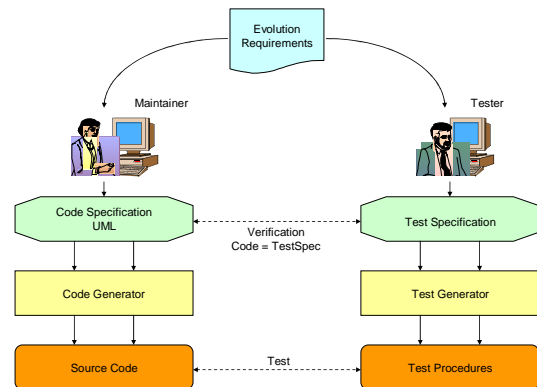 Evolution
Requirements
Maintainer
Tester
Code Specification
UML
Verification
Code = TestSpec
Test Specification
Code Generator
Test Generator
Source Code
Test
Test Procedures